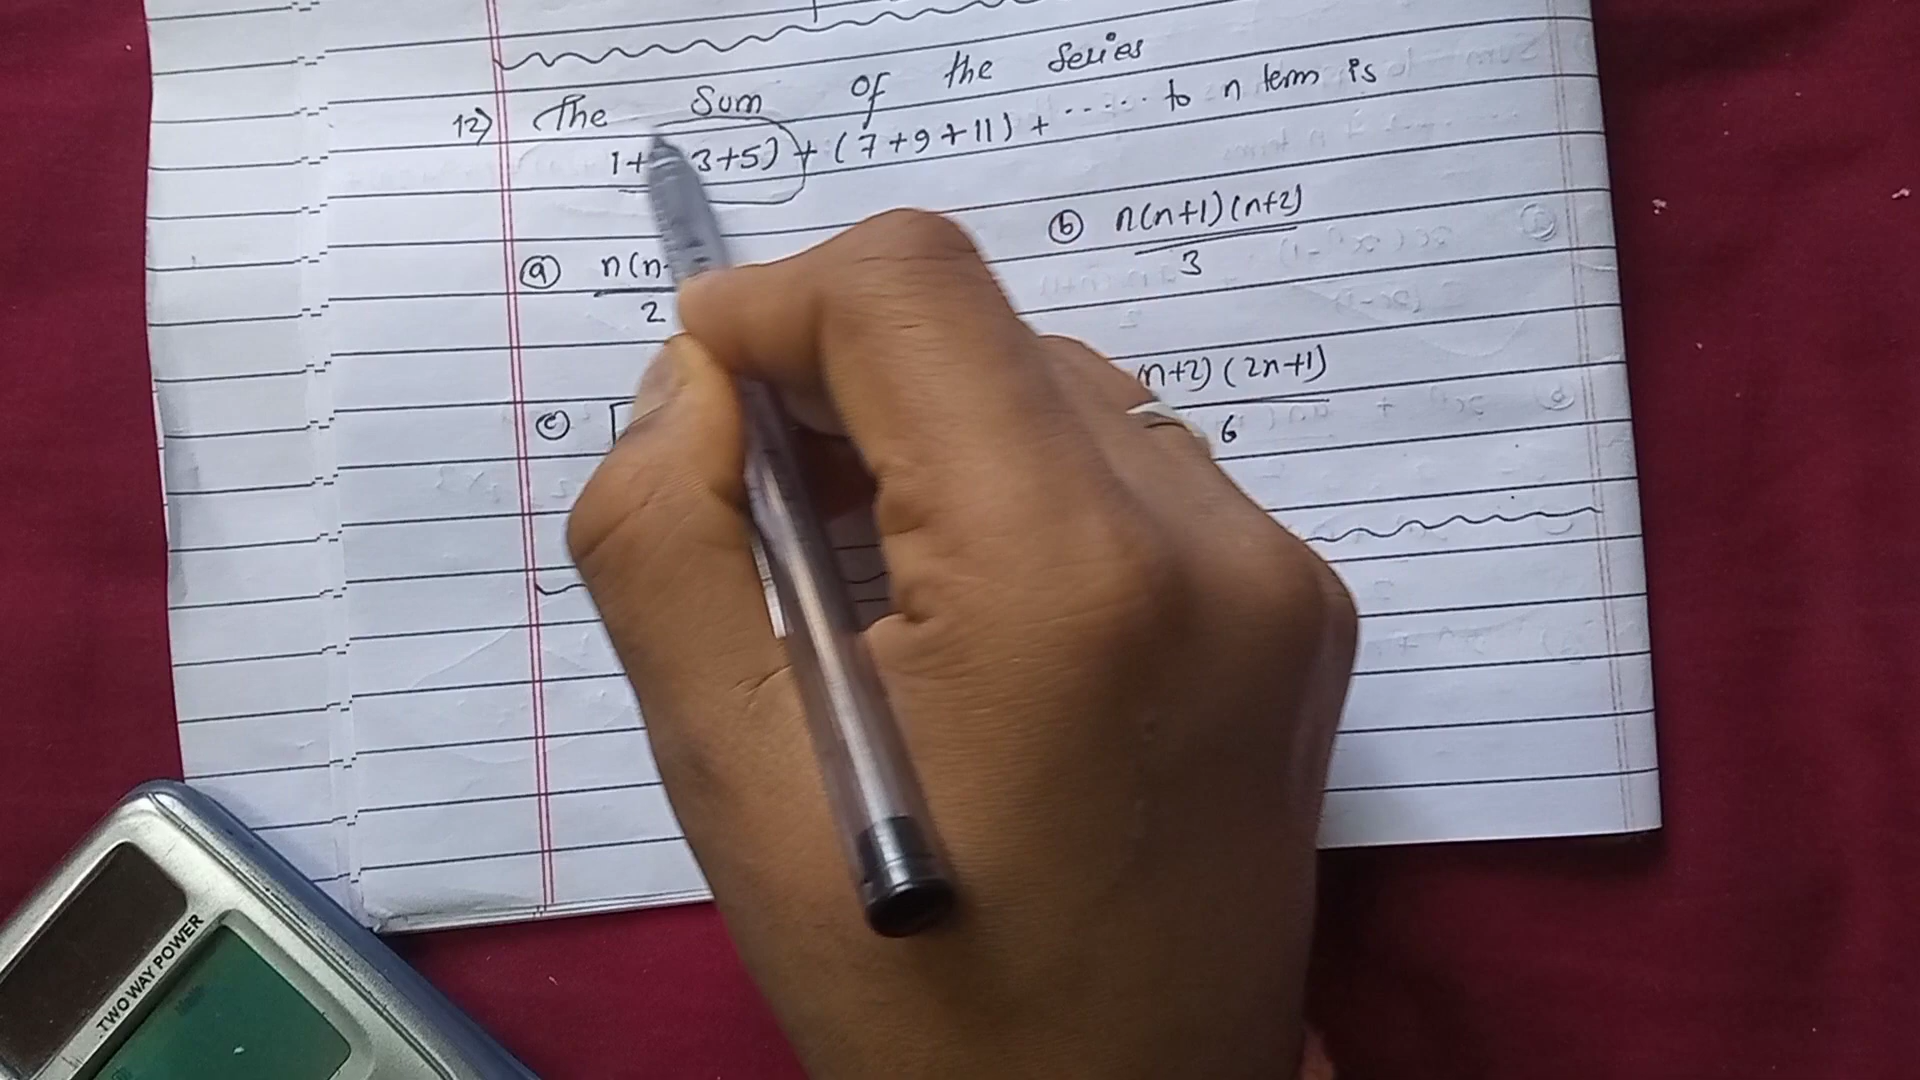 12) The Sum of the Series
1+ 3+5) + (7+9+11) + ...... to n term is
(a) n(n
2
(b) n(n+1)(n+2)
3
(c)
n+2) (2n+1)
6
TWO WAY POWER